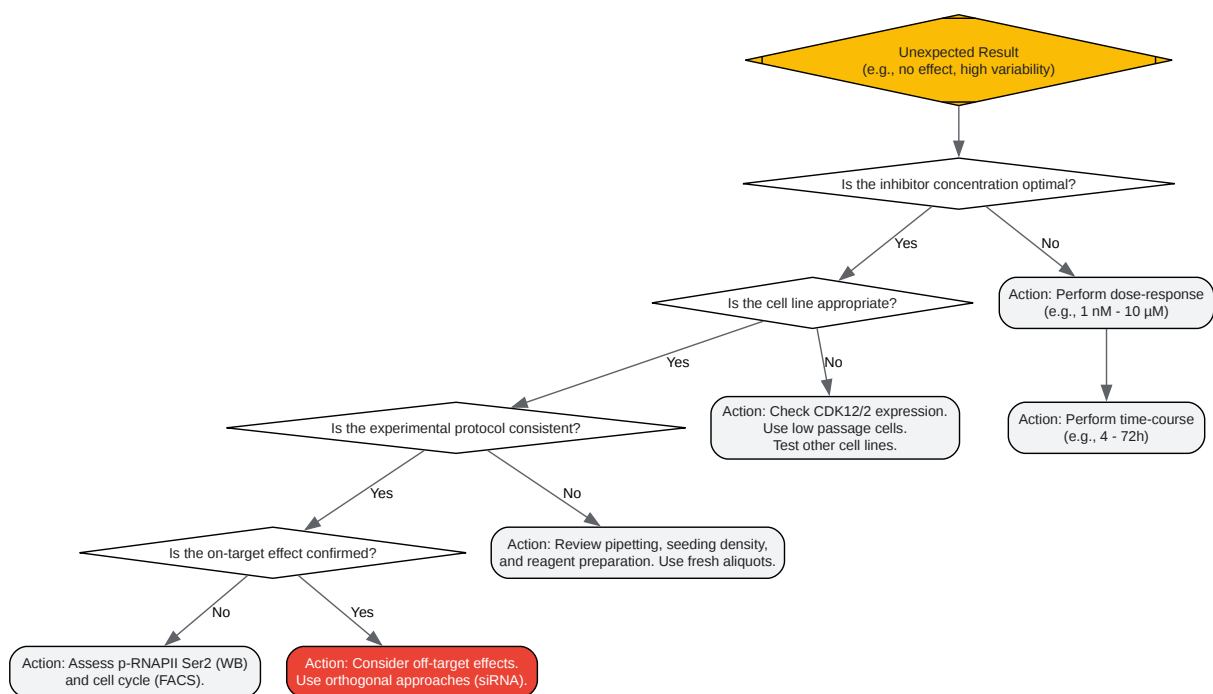 Unexpected Result
(e.g., no effect, high variability)
Is the inhibitor concentration optimal?
Yes
No
Is the cell line appropriate?
Action: Perform dose-response
(e.g., 1 nM - 10 µM)
Yes
No
Is the experimental protocol consistent?
Action: Check CDK12/2 expression.
Use low passage cells.
Test other cell lines.
Action: Perform time-course
(e.g., 4 - 72h)
Yes
No
Is the on-target effect confirmed?
Action: Review pipetting, seeding density,
and reagent preparation. Use fresh aliquots.
No
Yes
Action: Assess p-RNAPII Ser2 (WB)
and cell cycle (FACS).
Action: Consider off-target effects.
Use orthogonal approaches (siRNA).